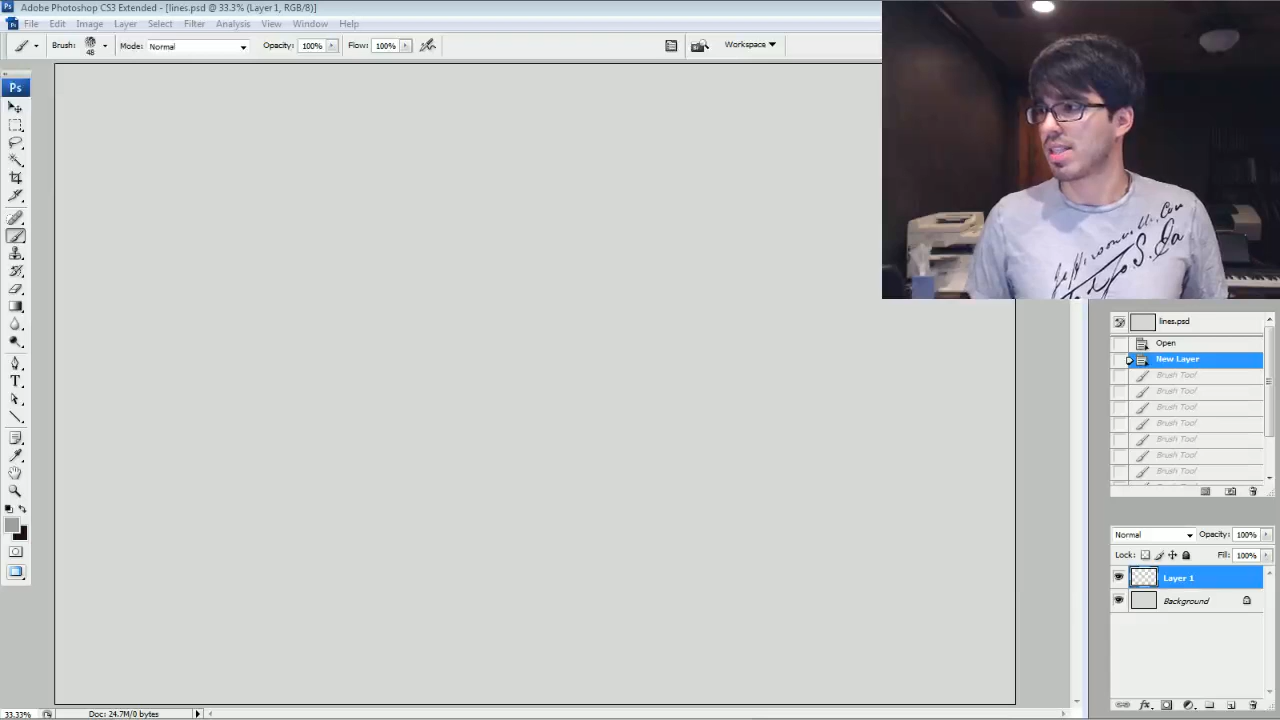 Adobe Photoshop CS3 Extended - [lines.psd @ 33.3% (Layer 1, RGB/8)]
File Edit Image Layer Select Filter Analysis View Window Help
Brush: 48 Mode: Normal Opacity: 100% Flow: 100% Workspace
Ps
lines.psd
Open
New Layer
Brush Tool
Brush Tool
Brush Tool
Brush Tool
Brush Tool
Brush Tool
Brush Tool
Normal Opacity: 100%
Lock: Fill: 100%
Layer 1
Background
33.33% Doc: 24.7M/0 bytes